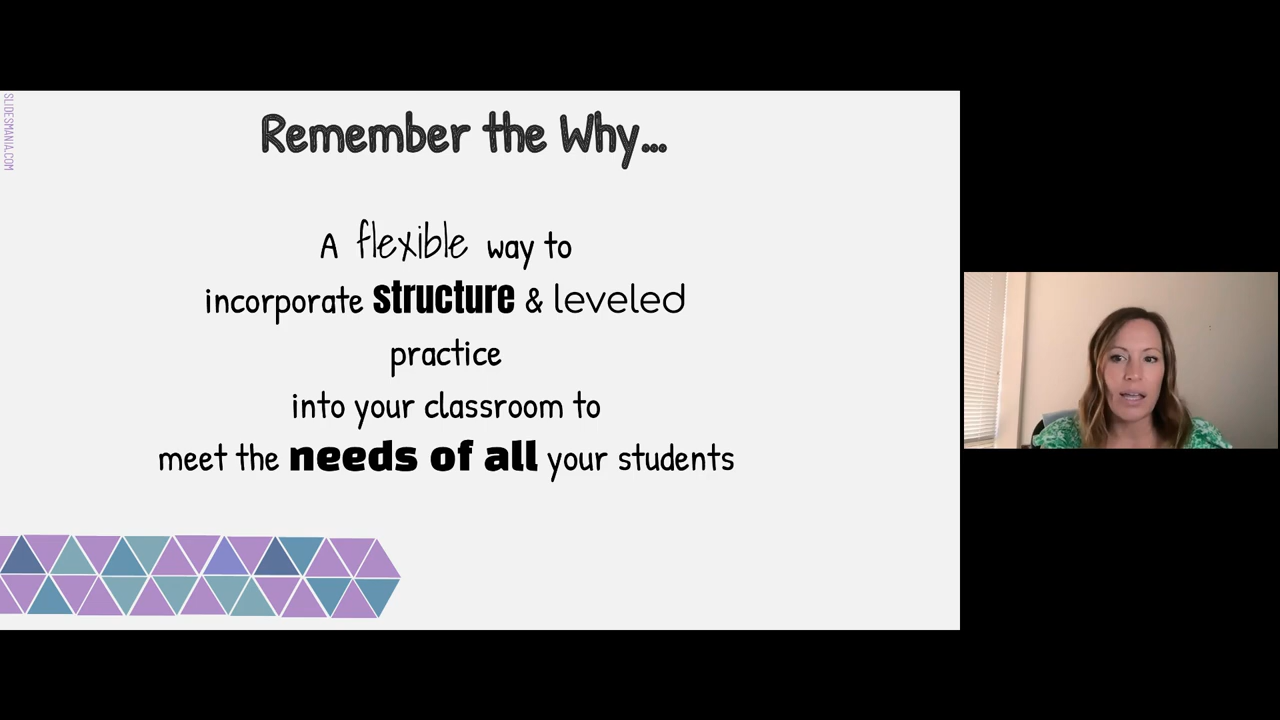 SLIDESMANIA.COM
Remember the Why...
A flexible way to
incorporate structure & leveled
practice
into your classroom to
meet the needs of all your students